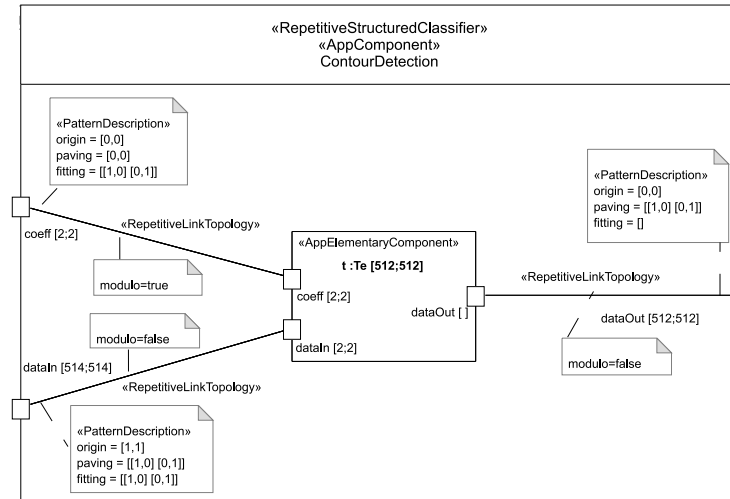 «RepetitiveStructuredClassifier»
«AppComponent»
ContourDetection
«PatternDescription»
origin = [0,0]
paving = [0,0]
fitting = [[1,0] [0,1]]
coeff [2;2]
«RepetitiveLinkTopology»
modulo=true
modulo=false
dataIn [514;514]
«RepetitiveLinkTopology»
«PatternDescription»
origin = [1,1]
paving = [[1,0] [0,1]]
fitting = [[1,0] [0,1]]
«AppElementaryComponent»
t :Te [512;512]
coeff [2;2]
dataOut [ ]
dataIn [2;2]
«PatternDescription»
origin = [0,0]
paving = [[1,0] [0,1]]
fitting = []
«RepetitiveLinkTopology»
dataOut [512;512]
modulo=false